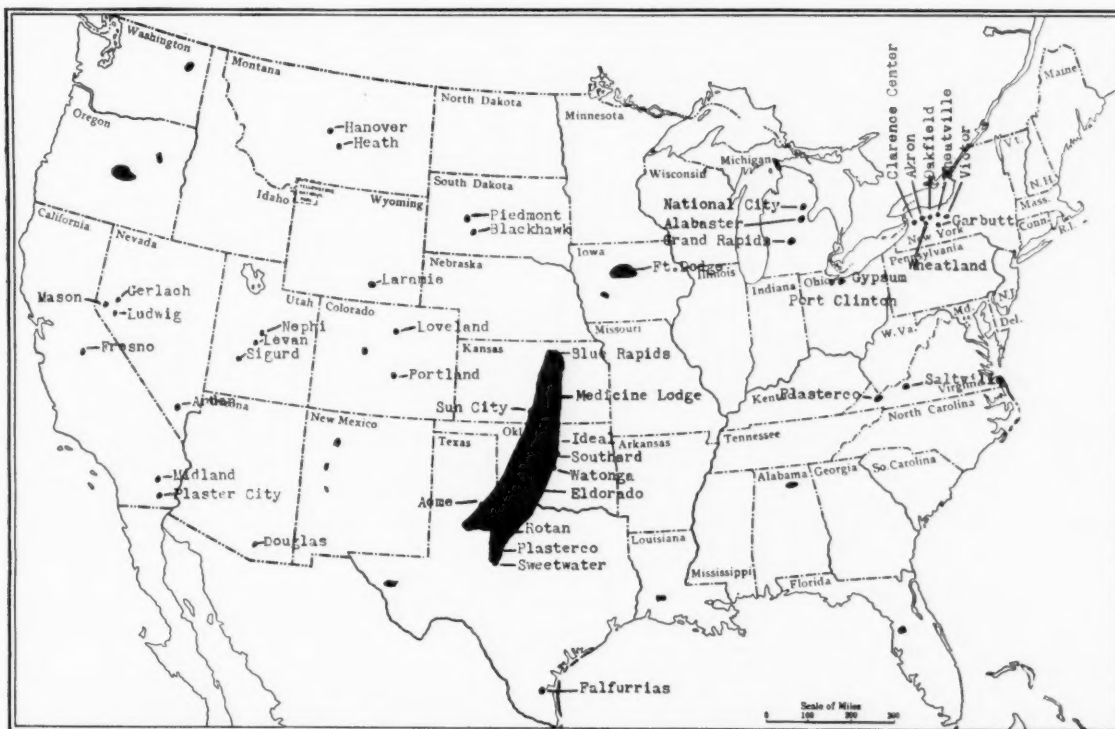 Washington
Montana
North Dakota
Minnesota
Maine
Clarence Center
Akron
Oakfield
Wheatville
Victor
Oregon
Hanover
Heath
Michigan
Vt.
N.H.
Mass.
Conn.
R.I.
Idaho
Wyoming
South Dakota
Wisconsin
National City
Alabaster
Grand Rapids
Piedmont
Blackhawk
Garbutt
New York
Pennsylvania
Wheatland
California
Nevada
Nebraska
Iowa
Ft. Dodge
Illinois
Indiana
Ohio
Gypsum
Port Clinton
N.J.
Md.
Del.
W. Va.
Mason
Gerlach
Ludwig
Larmie
Utah
Colorado
Nephi
Levan
Sigurd
Loveland
Missouri
Kansas
Blue Rapids
Fresno
Portland
Medicine Lodge
Sun City
Plasterco
Saltville
Virginia
North Carolina
Tennessee
New Mexico
Texas
Ideal
Arkansas
Southard
Watonga
Eldorado
Acme
Alabama
Georgia
So. Carolina
Midland
Plaster City
Douglas
Rotan
Plasterco
Sweetwater
Louisiana
Mississippi
Florida
Falfurrias
Scale of Miles
0 100 200 300